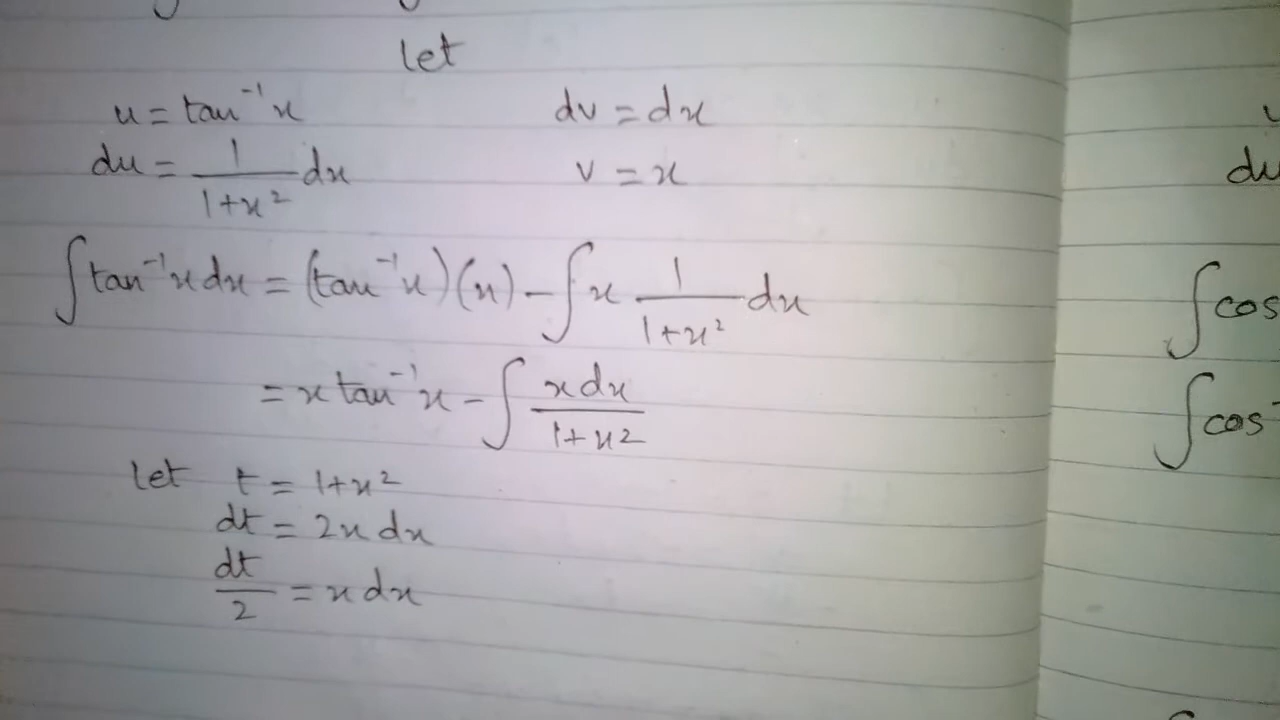 let
u = tan⁻¹x dv = dx
du = 1/(1+x²) dx v = x
∫tan⁻¹x dx = (tan⁻¹x)(x) - ∫x 1/(1+x²) dx
= x tan⁻¹x - ∫ x dx/(1+x²)
let t = 1+x²
dt = 2x dx
dt/2 = x dx
du
∫cos
∫cos⁻